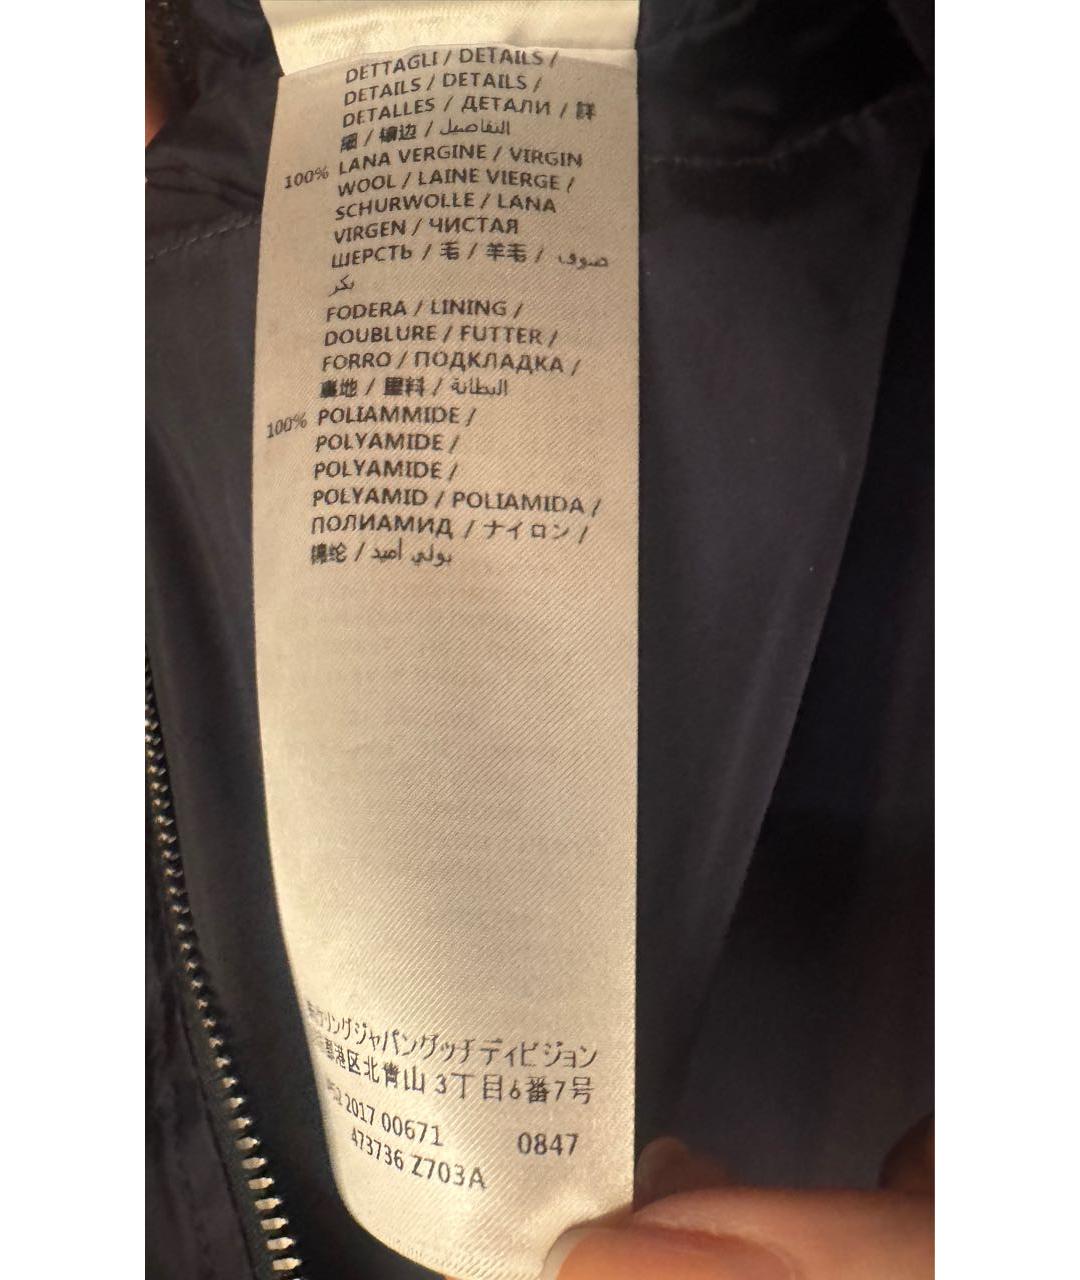 DETTAGLI / DETAILS /
DETAILS / DETAILS /
DETALLES / ДЕТАЛИ / 詳
細 / 镶边 / التفاصيل
100% LANA VERGINE / VIRGIN
WOOL / LAINE VIERGE /
SCHURWOLLE / LANA
VIRGEN / ЧИСТАЯ
ШЕРСТЬ / 毛 / 羊毛 / صوف
بكر
FODERA / LINING /
DOUBLURE / FUTTER /
FORRO / ПОДКЛАДКА /
裏地 / 里料 / البطانة
100% POLIAMMIDE /
POLYAMIDE /
POLYAMIDE /
POLYAMID / POLIAMIDA /
ПОЛИАМИД / ナイロン /
锦纶 / بولي أميد
ケリングジャパングッチディビジョン
港区北青山3丁目6番7号
2017 00671 0847
473736 Z703A